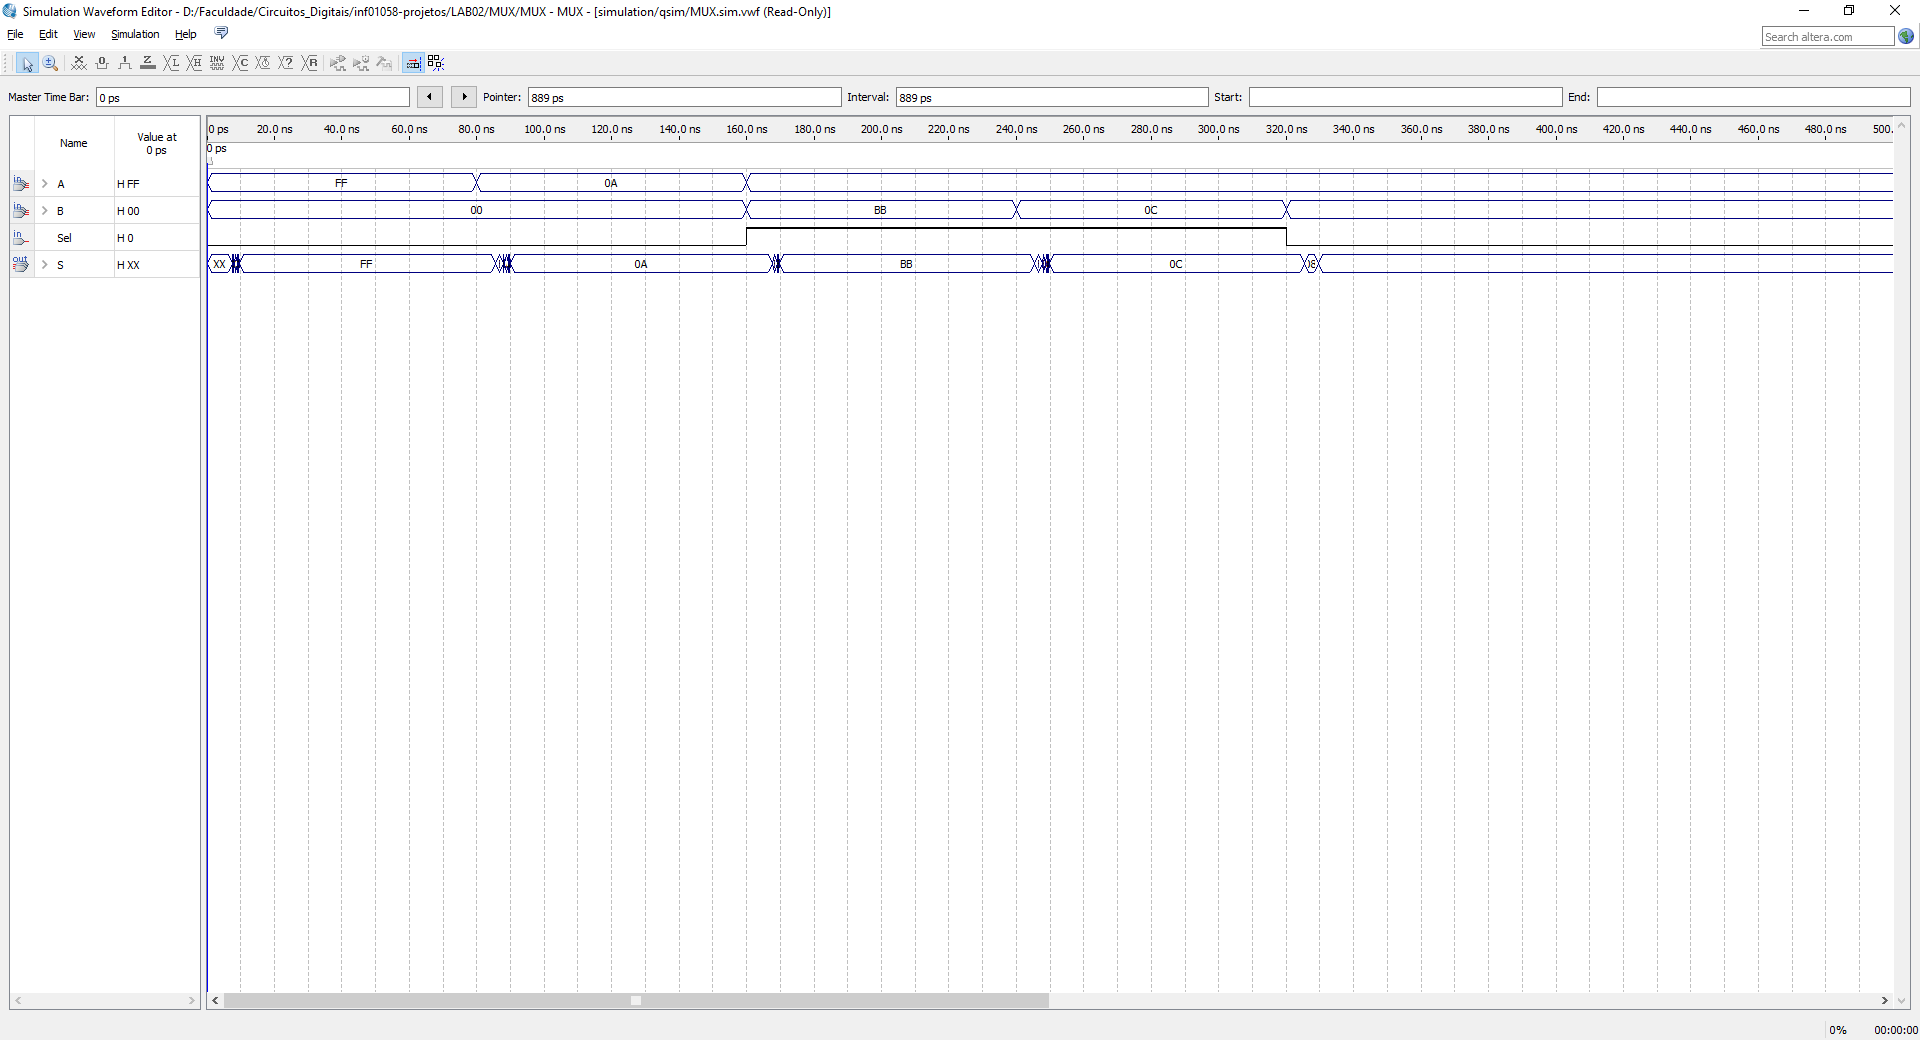 Simulation Waveform Editor - D:/Faculdade/Circuitos_Digitais/inf01058-projetos/LAB02/MUX/MUX - MUX - [simulation/qsim/MUX.sim.vwf (Read-Only)]
File Edit View Simulation Help
Search altera.com
Master Time Bar: 0 ps Pointer: 889 ps Interval: 889 ps Start: End:
Name Value at 0 ps
0 ps 20.0 ns 40.0 ns 60.0 ns 80.0 ns 100.0 ns 120.0 ns 140.0 ns 160.0 ns 180.0 ns 200.0 ns 220.0 ns 240.0 ns 260.0 ns 280.0 ns 300.0 ns 320.0 ns 340.0 ns 360.0 ns 380.0 ns 400.0 ns 420.0 ns 440.0 ns 460.0 ns 480.0 ns 500.
0 ps
A H FF FF 0A
B H 00 00 BB 0C
Sel H 0
S H XX XX FF 0A BB 0C
0% 00:00:00